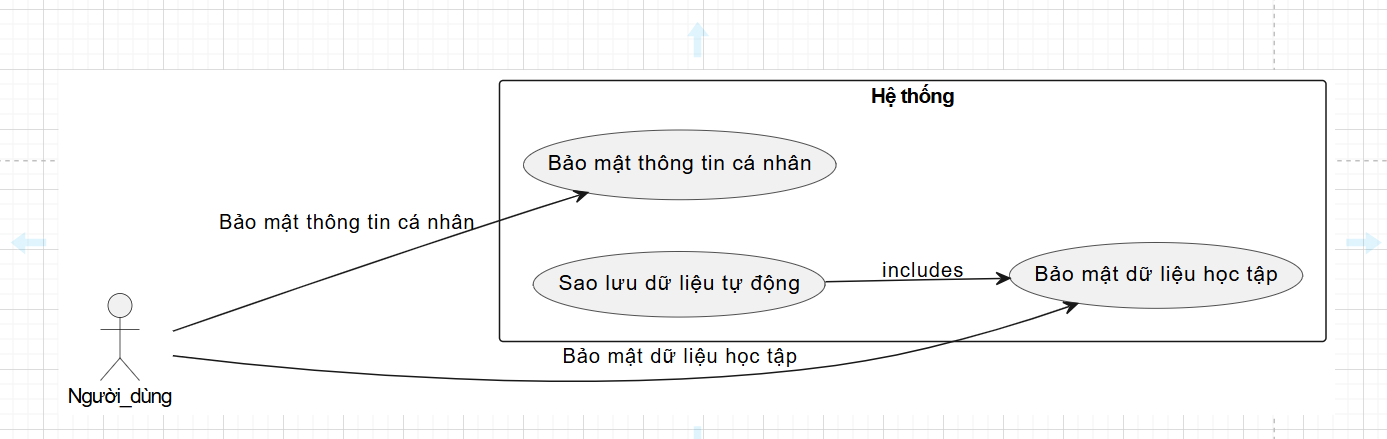 Hệ thống
Bảo mật thông tin cá nhân
Bảo mật thông tin cá nhân
Sao lưu dữ liệu tự động
includes
Bảo mật dữ liệu học tập
Bảo mật dữ liệu học tập
Người_dùng